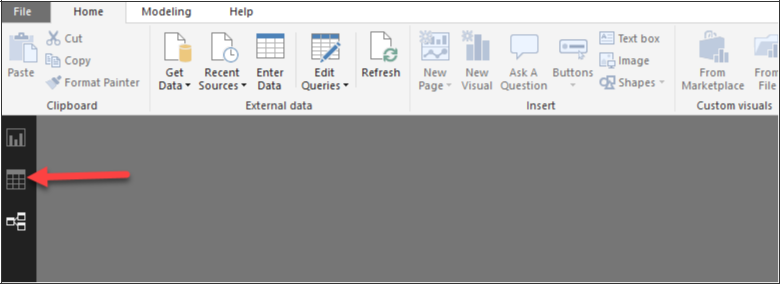 File Home Modeling Help
Paste
Cut
Copy
Format Painter
Clipboard
Get Data
Recent Sources
Enter Data
Edit Queries
Refresh
External data
New Page
New Visual
Ask A Question
Buttons
Text box
Image
Shapes
Insert
From Marketplace
From File
Custom visuals